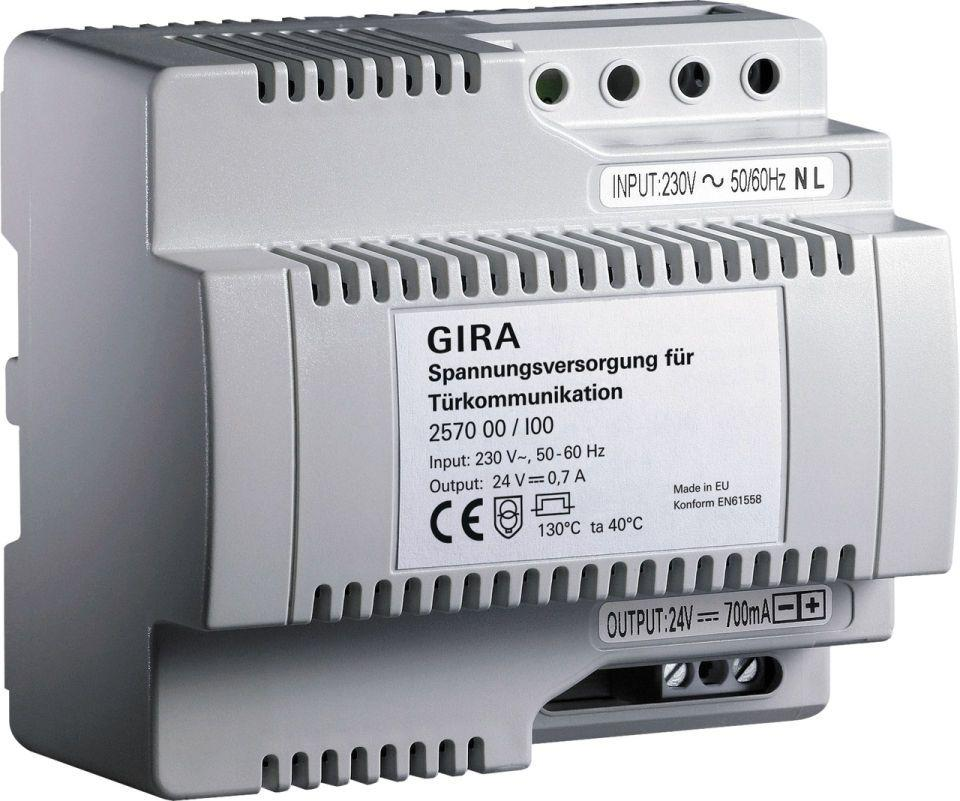 INPUT:230V ~ 50/60Hz N L
GIRA
Spannungsversorgung für
Türkommunikation
2570 00 / I00
Input: 230 V~, 50-60 Hz
Output: 24 V⎓0,7 A
Made in EU
Konform EN61558
CE
130°C ta 40°C
OUTPUT:24V ⎓ 700mA - +